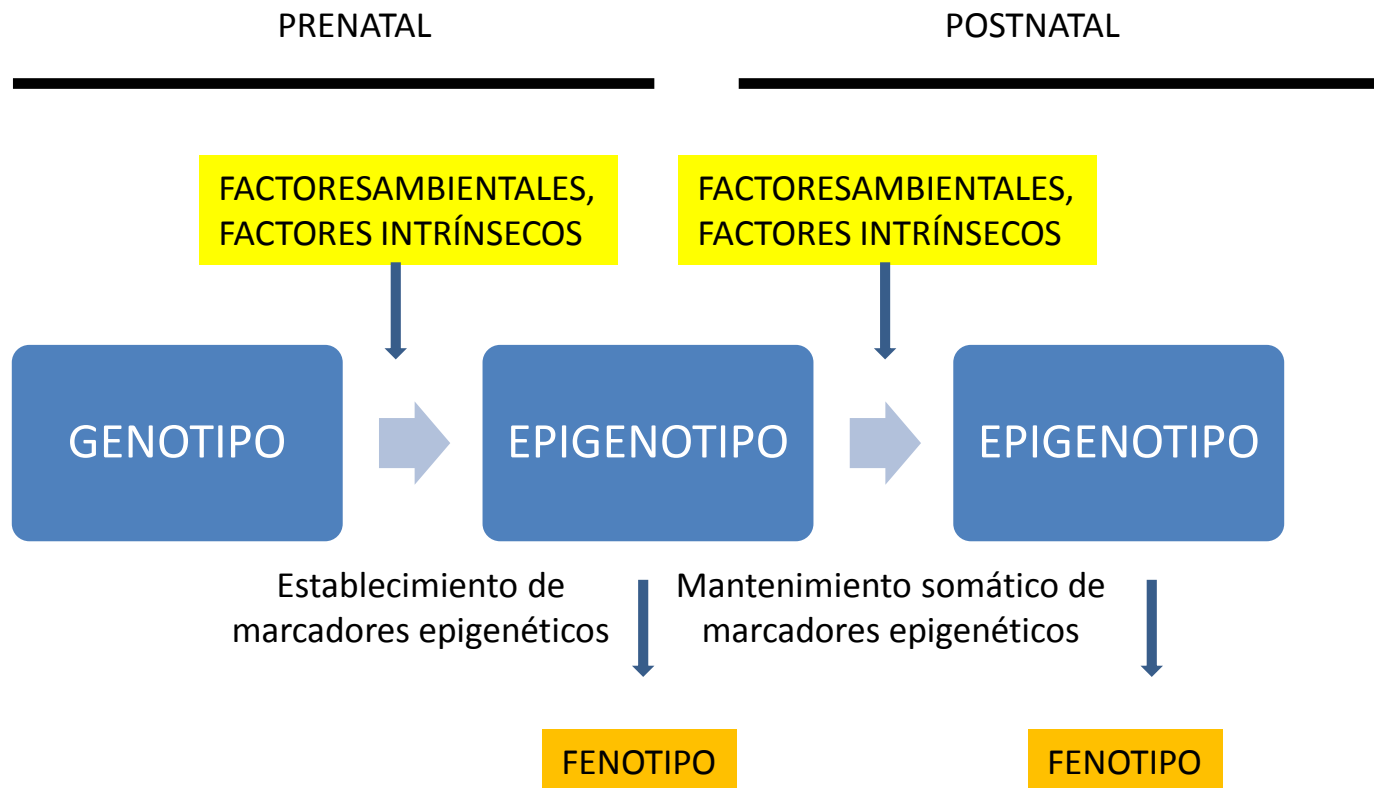 PRENATAL
POSTNATAL
FACTORESAMBIENTALES,
FACTORES INTRÍNSECOS
FACTORESAMBIENTALES,
FACTORES INTRÍNSECOS
GENOTIPO
EPIGENOTIPO
EPIGENOTIPO
Establecimiento de
marcadores epigenéticos
Mantenimiento somático de
marcadores epigenéticos
FENOTIPO
FENOTIPO